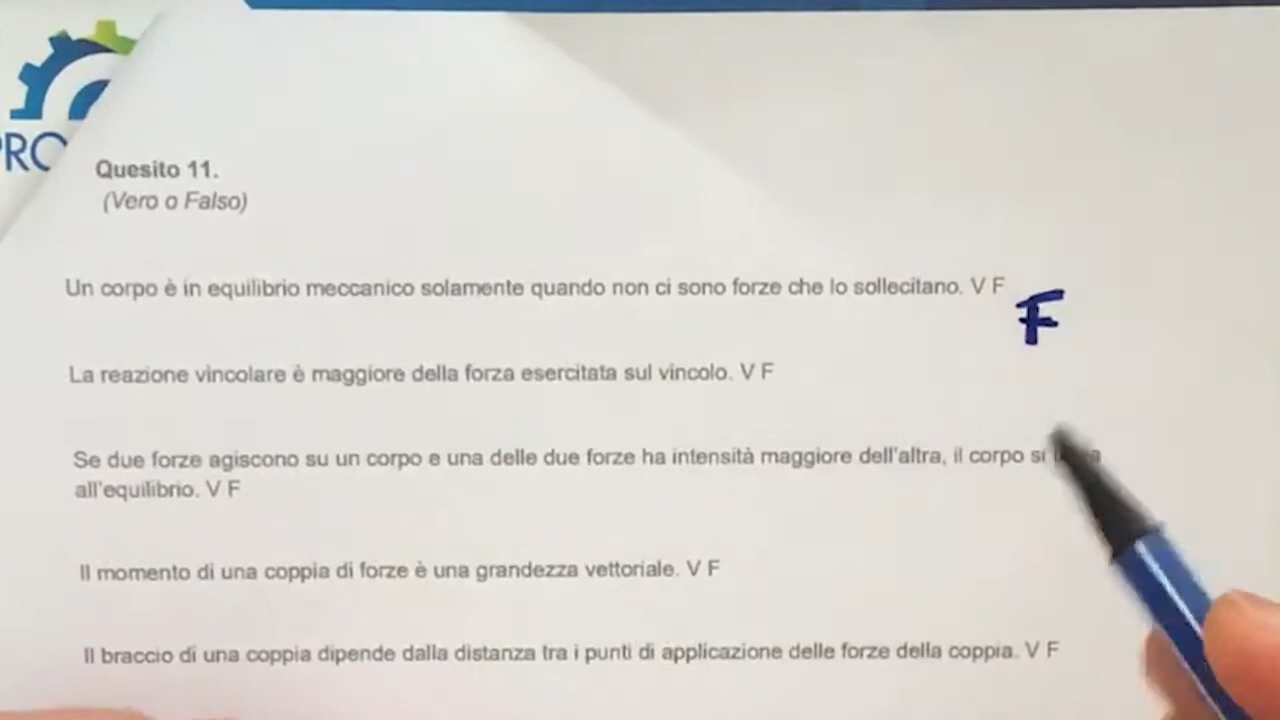 PRO
Quesito 11.
(Vero o Falso)
Un corpo è in equilibrio meccanico solamente quando non ci sono forze che lo sollecitano. V F
F
La reazione vincolare è maggiore della forza esercitata sul vincolo. V F
Se due forze agiscono su un corpo e una delle due forze ha intensità maggiore dell'altra, il corpo si
all'equilibrio. V F
Il momento di una coppia di forze è una grandezza vettoriale. V F
Il braccio di una coppia dipende dalla distanza tra i punti di applicazione delle forze della coppia. V F